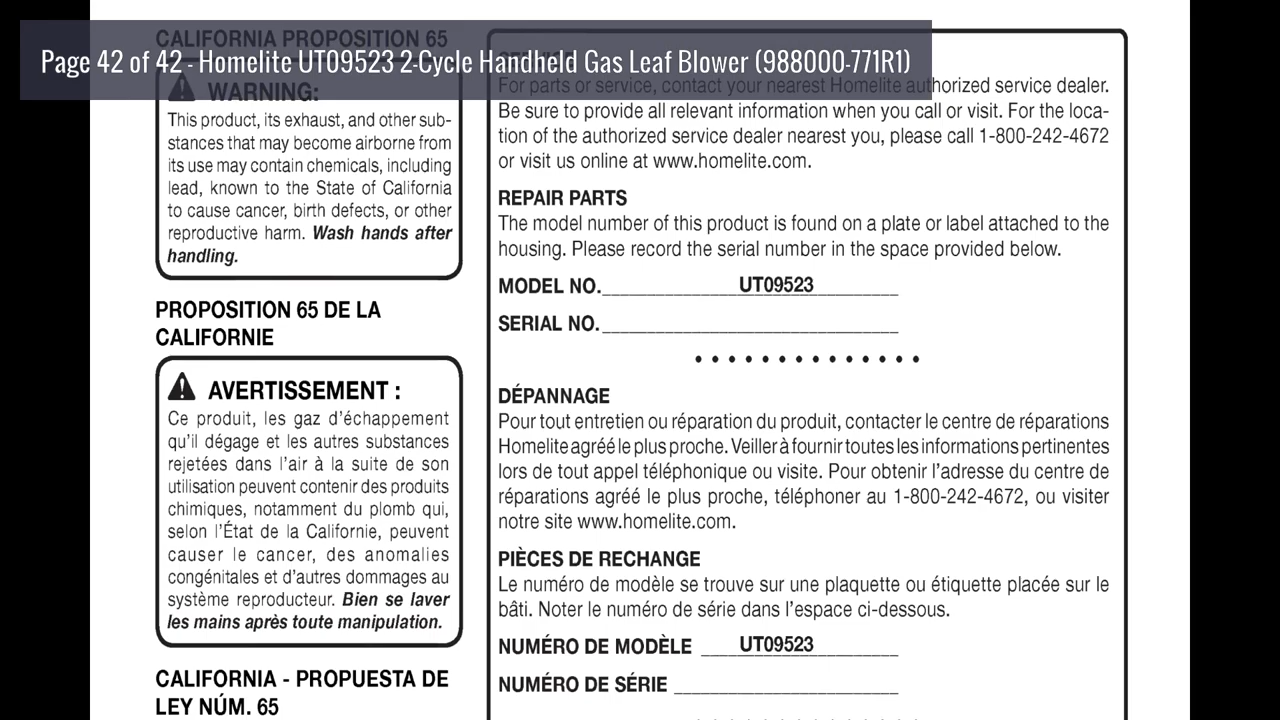 Page 42 of 42 - Homelite UT09523 2-Cycle Handheld Gas Leaf Blower (988000-771R1)
CALIFORNIA PROPOSITION 65
WARNING:
This product, its exhaust, and other sub-
stances that may become airborne from
its use may contain chemicals, including
lead, known to the State of California
to cause cancer, birth defects, or other
reproductive harm. Wash hands after
handling.
PROPOSITION 65 DE LA
CALIFORNIE
AVERTISSEMENT :
Ce produit, les gaz d’échappement
qu’il dégage et les autres substances
rejetées dans l’air à la suite de son
utilisation peuvent contenir des produits
chimiques, notamment du plomb qui,
selon l’État de la Californie, peuvent
causer le cancer, des anomalies
congénitales et d’autres dommages au
système reproducteur. Bien se laver
les mains après toute manipulation.
CALIFORNIA - PROPUESTA DE
LEY NÚM. 65
SERVICE
For parts or service, contact your nearest Homelite authorized service dealer.
Be sure to provide all relevant information when you call or visit. For the loca-
tion of the authorized service dealer nearest you, please call 1-800-242-4672
or visit us online at www.homelite.com.
REPAIR PARTS
The model number of this product is found on a plate or label attached to the
housing. Please record the serial number in the space provided below.
MODEL NO. UT09523
SERIAL NO.
DÉPANNAGE
Pour tout entretien ou réparation du produit, contacter le centre de réparations
Homelite agréé le plus proche. Veiller à fournir toutes les informations pertinentes
lors de tout appel téléphonique ou visite. Pour obtenir l’adresse du centre de
réparations agréé le plus proche, téléphoner au 1-800-242-4672, ou visiter
notre site www.homelite.com.
PIÈCES DE RECHANGE
Le numéro de modèle se trouve sur une plaquette ou étiquette placée sur le
bâti. Noter le numéro de série dans l’espace ci-dessous.
NUMÉRO DE MODÈLE UT09523
NUMÉRO DE SÉRIE